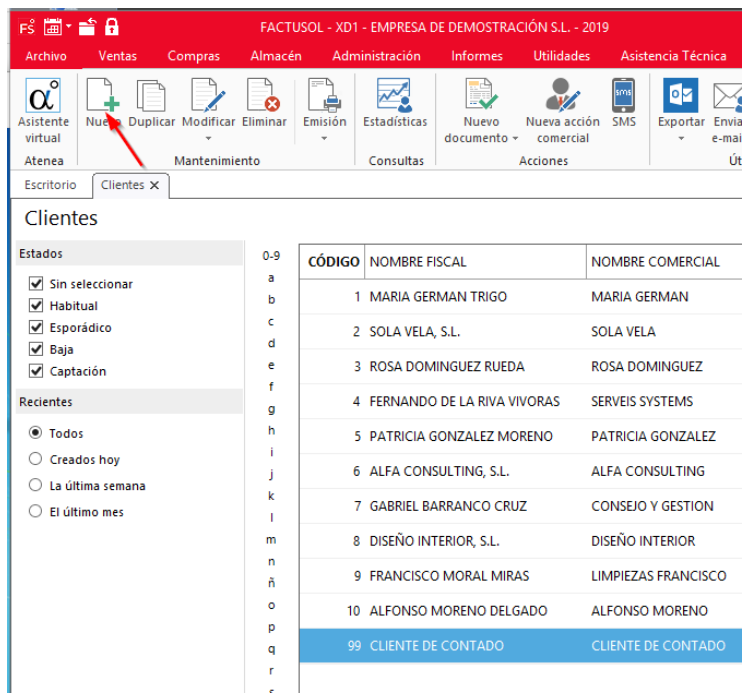 FS
FACTUSOL - XD1 - EMPRESA DE DEMOSTRACIÓN S.L. - 2019
Archivo Ventas Compras Almacén Administración Informes Utilidades Asistencia Técnica
Asistente virtual
Nuevo
Duplicar
Modificar
Eliminar
Emisión
Estadísticas
Nuevo documento
Nueva acción comercial
sms
SMS
Exportar
e-mail
Atenea Mantenimiento Consultas Acciones
Escritorio Clientes
Clientes
Estados
Sin seleccionar
Habitual
Esporádico
Baja
Captación
Recientes
Todos
Creados hoy
La última semana
El último mes
0-9
a
b
c
d
e
f
g
h
i
j
k
l
m
n
ñ
o
p
q
r
s
CÓDIGO NOMBRE FISCAL NOMBRE COMERCIAL
1 MARIA GERMAN TRIGO MARIA GERMAN
2 SOLA VELA, S.L. SOLA VELA
3 ROSA DOMINGUEZ RUEDA ROSA DOMINGUEZ
4 FERNANDO DE LA RIVA VIVORAS SERVEIS SYSTEMS
5 PATRICIA GONZALEZ MORENO PATRICIA GONZALEZ
6 ALFA CONSULTING, S.L. ALFA CONSULTING
7 GABRIEL BARRANCO CRUZ CONSEJO Y GESTION
8 DISEÑO INTERIOR, S.L. DISEÑO INTERIOR
9 FRANCISCO MORAL MIRAS LIMPIEZAS FRANCISCO
10 ALFONSO MORENO DELGADO ALFONSO MORENO
99 CLIENTE DE CONTADO CLIENTE DE CONTADO